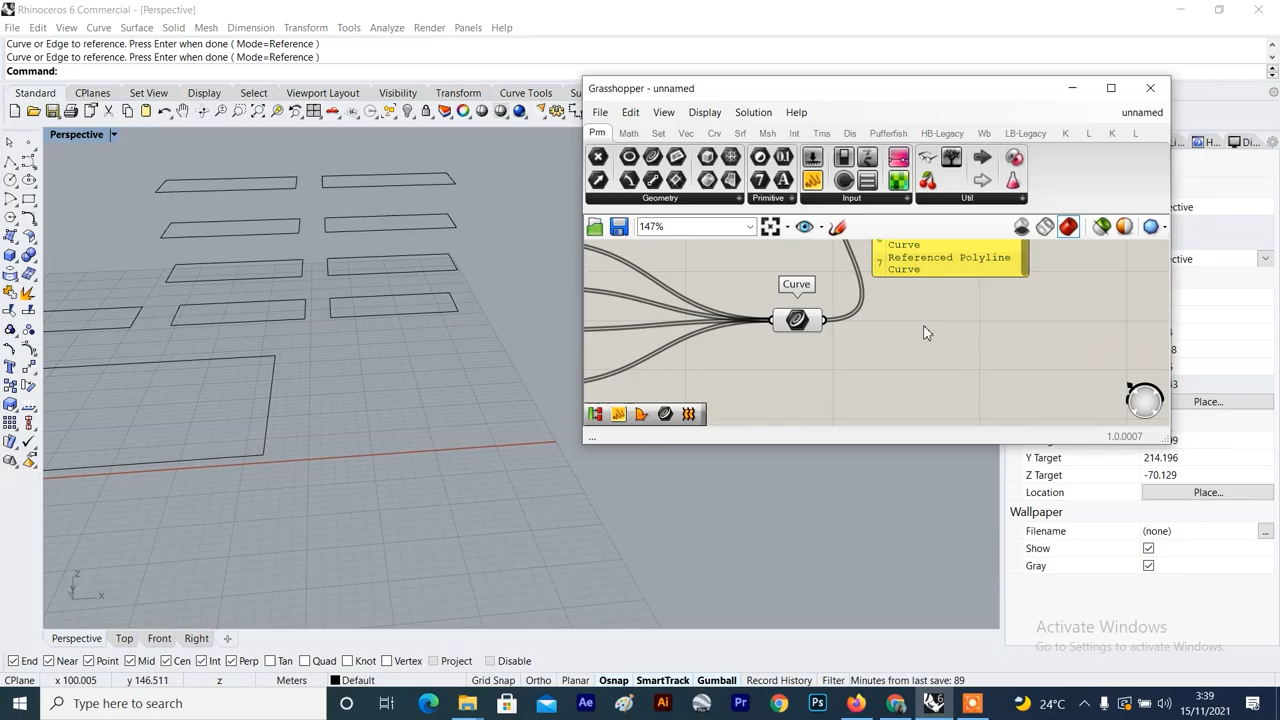 Rhinoceros 6 Commercial - [Perspective]
File Edit View Curve Surface Solid Mesh Dimension Transform Tools Analyze Render Panels Help
Curve or Edge to reference. Press Enter when done ( Mode=Reference )
Curve or Edge to reference. Press Enter when done ( Mode=Reference )
Command:
Standard CPlanes Set View Display Select Viewport Layout Visibility Transform Curve Tools
Perspective
Grasshopper - unnamed
File Edit View Display Solution Help unnamed
Prm Math Set Vec Crv Srf Msh Int Trns Dis Pufferfish HB-Legacy Wb LB-Legacy K L K L
Geometry Primitive Input Util
147%
Curve
7 Referenced Polyline
Curve
Curve
...
1.0.0007
Place...
Y Target 214.196
Z Target -70.129
Location Place...
Wallpaper
Filename (none) ...
Show
Gray
Activate Windows
Go to Settings to activate Windows.
z
x
Perspective Top Front Right
End Near Point Mid Cen Int Perp Tan Quad Knot Vertex Project Disable
CPlane x 100.005 y 146.511 z Meters Default Grid Snap Ortho Planar Osnap SmartTrack Gumball Record History Filter Minutes from last save: 89
Type here to search
24°C
3:39
15/11/2021